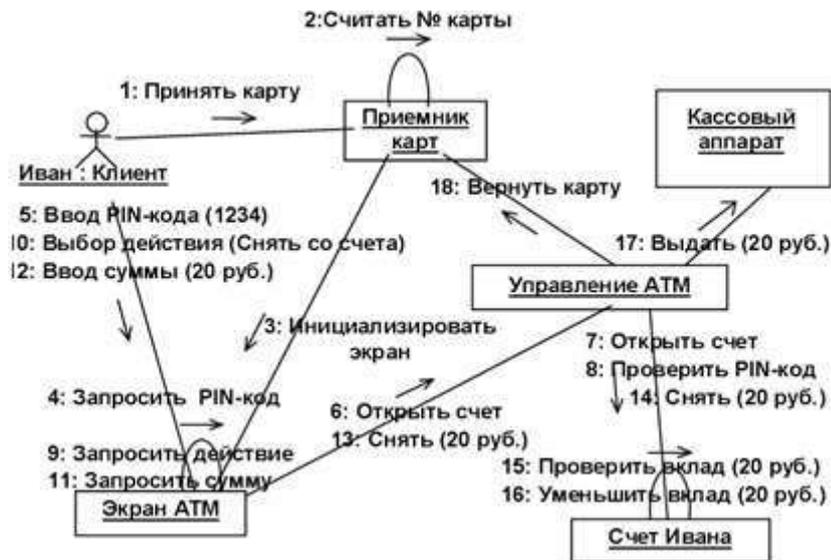 2:Считать № карты
1: Принять карту
Приемник
карт
Кассовый
аппарат
Иван : Клиент
18: Вернуть карту
5: Ввод PIN-кода (1234)
10: Выбор действия (Снять со счета)
12: Ввод суммы (20 руб.)
17: Выдать (20 руб.)
Управление АТМ
3: Инициализировать
экран
7: Открыть счет
8: Проверить PIN-код
14: Снять (20 руб.)
4: Запросить PIN-код
6: Открыть счет
13: Снять (20 руб.)
9: Запросить действие
11: Запросить сумму
15: Проверить вклад (20 руб.)
16: Уменьшить вклад (20 руб.)
Экран АТМ
Счет Ивана